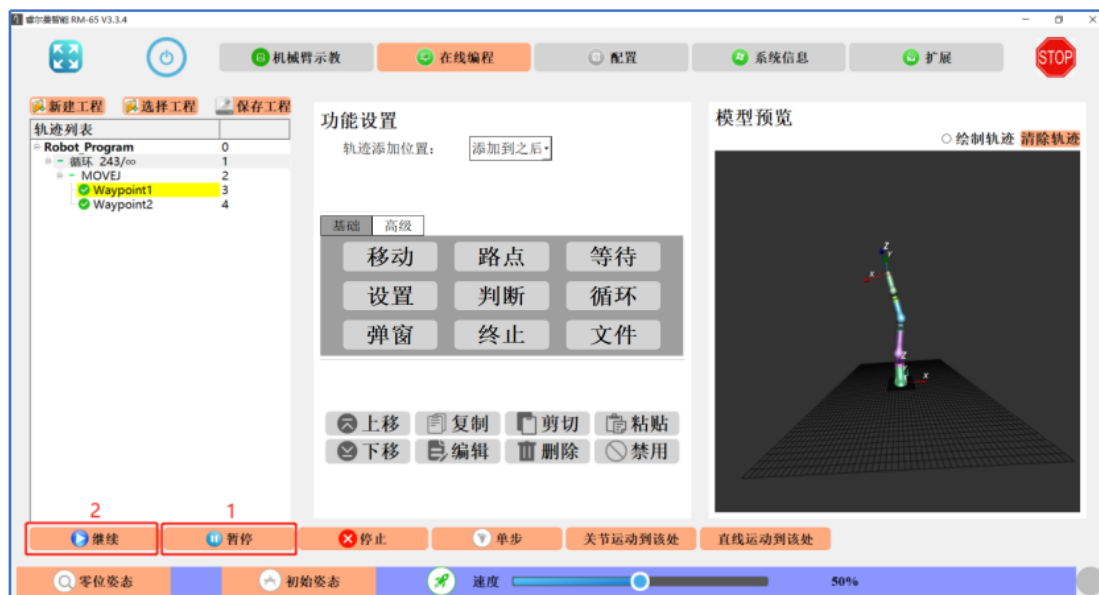 睿尔曼智能 RM-65 V3.3.4
机械臂示教 在线编程 配置 系统信息 扩展 STOP
新建工程 选择工程 保存工程
轨迹列表
Robot_Program 0
循环 243/∞ 1
MOVEJ 2
Waypoint1 3
Waypoint2 4
功能设置
轨迹添加位置： 添加到之后
基础 高级
移动 路点 等待
设置 判断 循环
弹窗 终止 文件
上移 复制 剪切 粘贴
下移 编辑 删除 禁用
模型预览
绘制轨迹 清除轨迹
Z
Y
X
Z
X
2 1
继续 暂停 停止 单步 关节运动到该处 直线运动到该处
零位姿态 初始姿态 速度 50%